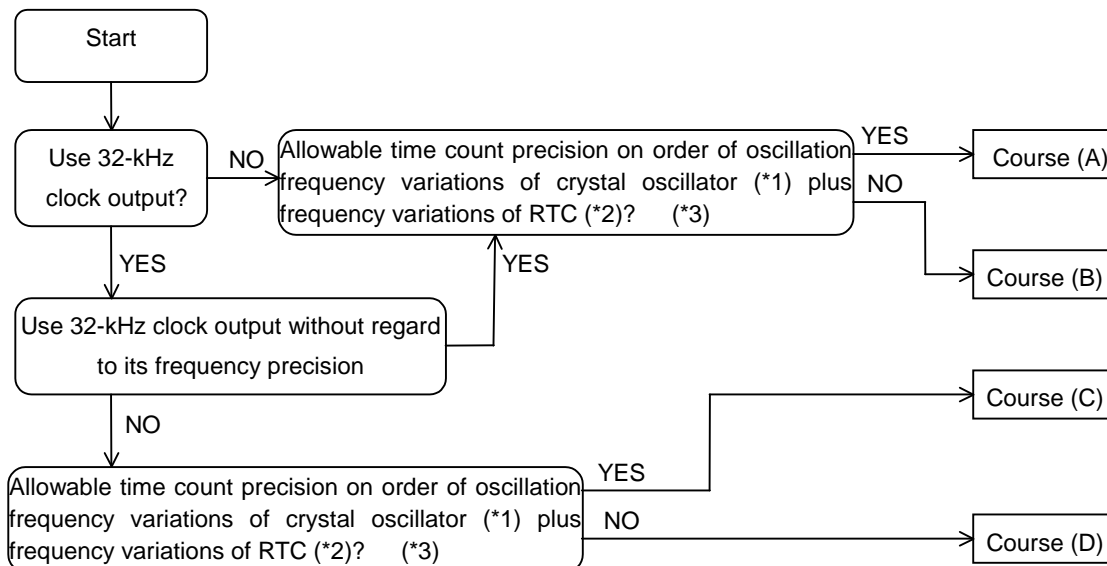 Start
Use 32-kHz
clock output?
NO
Allowable time count precision on order of oscillation
frequency variations of crystal oscillator (*1) plus
frequency variations of RTC (*2)? (*3)
YES
Course (A)
NO
Course (B)
YES
YES
Use 32-kHz clock output without regard
to its frequency precision
Course (C)
NO
Allowable time count precision on order of oscillation
frequency variations of crystal oscillator (*1) plus
frequency variations of RTC (*2)? (*3)
YES
NO
Course (D)